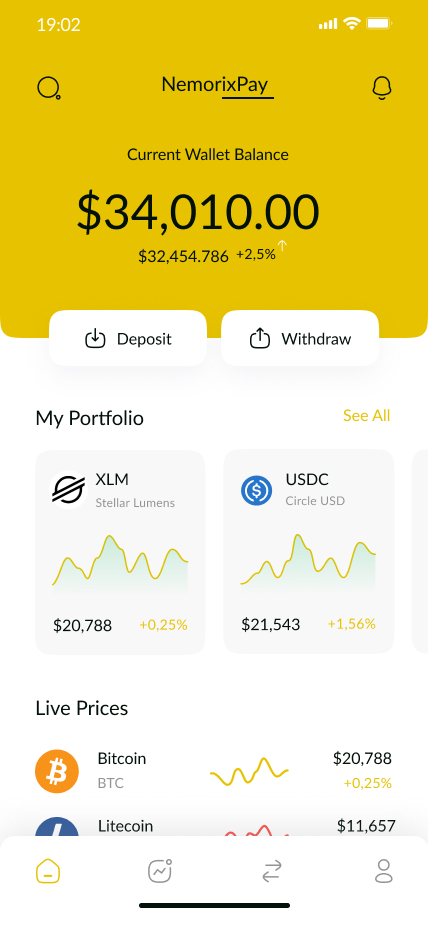 19:02
NemorixPay
Current Wallet Balance
$34,010.00
$32,454.786 +2,5%
Deposit Withdraw
My Portfolio See All
XLM
Stellar Lumens
$20,788 +0,25%
USDC
Circle USD
$21,543 +1,56%
Live Prices
Bitcoin $20,788
BTC +0,25%
Litecoin $11,657